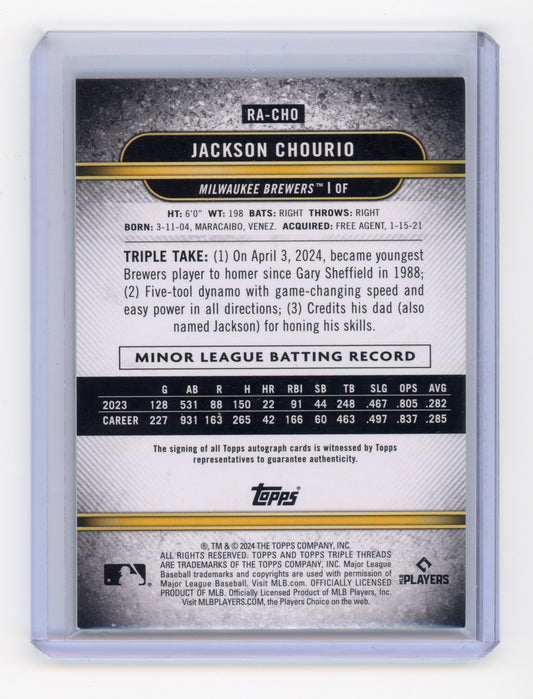 RA-CHO
JACKSON CHOURIO
MILWAUKEE BREWERS™ | OF
HT: 6'0" WT: 198 BATS: RIGHT THROWS: RIGHT
BORN: 3-11-04, MARACAIBO, VENEZ. ACQUIRED: FREE AGENT, 1-15-21
TRIPLE TAKE: (1) On April 3, 2024, became youngest
Brewers player to homer since Gary Sheffield in 1988;
(2) Five-tool dynamo with game-changing speed and
easy power in all directions; (3) Credits his dad (also
named Jackson) for honing his skills.
MINOR LEAGUE BATTING RECORD
G AB R H HR RBI SB TB SLG OPS AVG
2023 128 531 88 150 22 91 44 248 .467 .805 .282
CAREER 227 931 163 265 42 166 60 463 .497 .837 .285
The signing of all Topps autograph cards is witnessed by Topps
representatives to guarantee authenticity.
topps®
®, TM & © 2024 THE TOPPS COMPANY, INC.
ALL RIGHTS RESERVED. TOPPS AND TOPPS TRIPLE THREADS
ARE TRADEMARKS OF THE TOPPS COMPANY, INC. Major League
Baseball trademarks and copyrights are used with permission of
Major League Baseball. Visit MLB.com. OFFICIALLY LICENSED
PRODUCT OF MLB. Officially Licensed Product of MLB Players, Inc.
Visit MLBPLAYERS.COM, the Players Choice on the web.
MLB PLAYERS